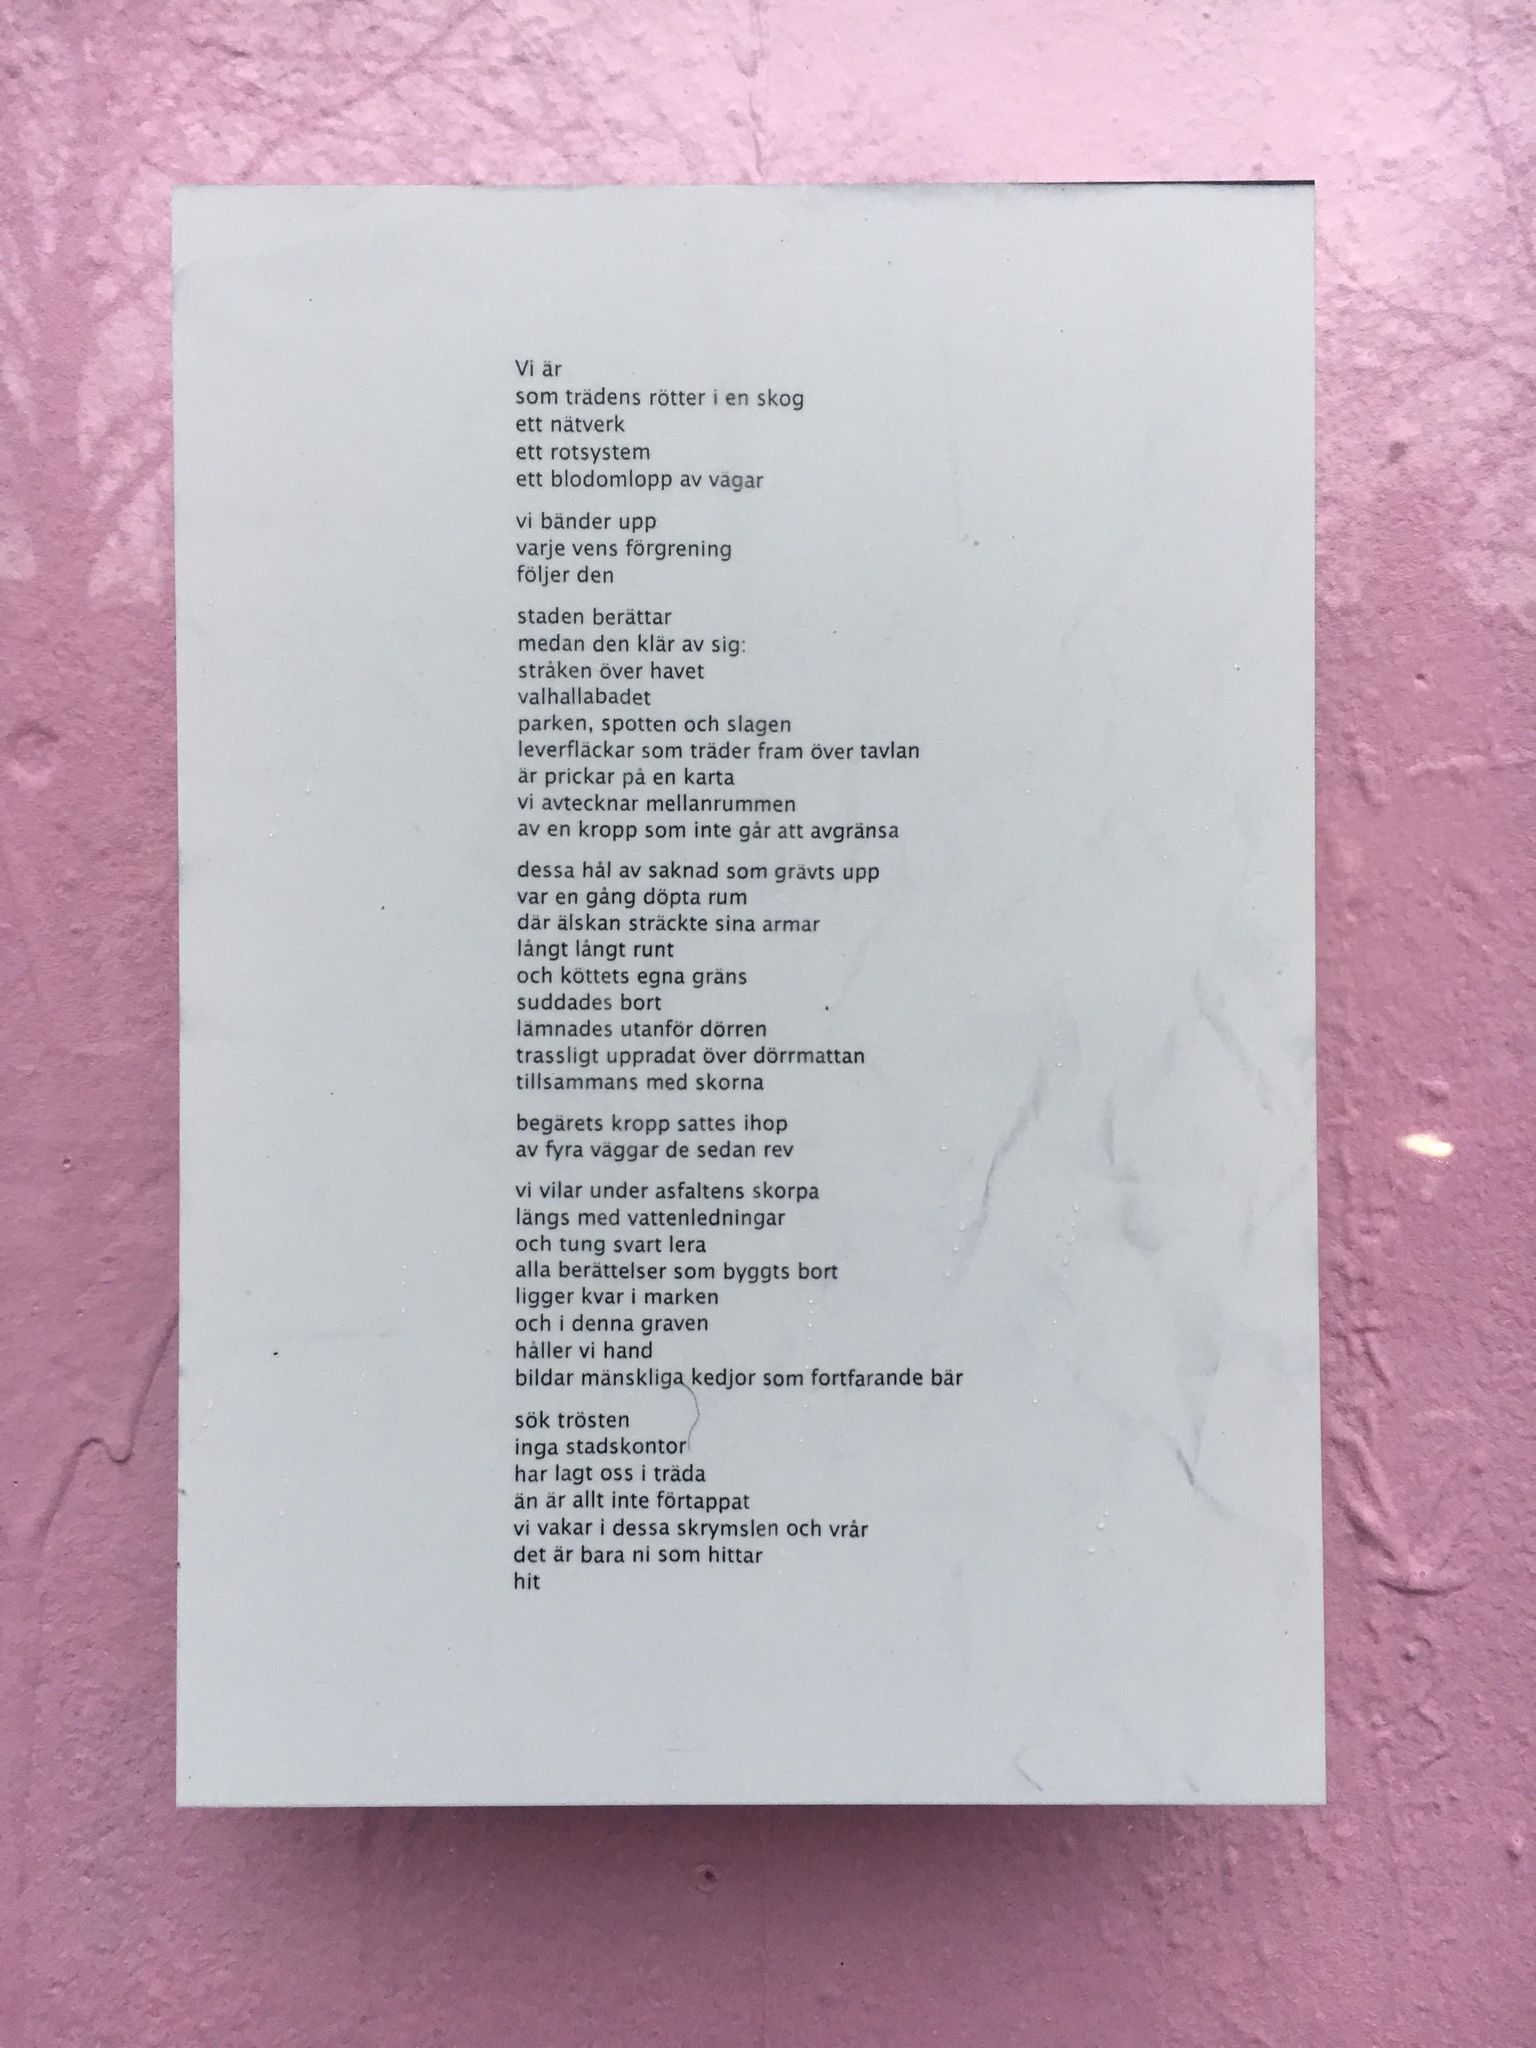 Vi är
som trädens rötter i en skog
ett nätverk
ett rotsystem
ett blodomlopp av vägar
vi bänder upp
varje vens förgrening
följer den
staden berättar
medan den klär av sig:
stråken över havet
valhallabadet
parken, spotten och slagen
leverfläckar som träder fram över tavlan
är prickar på en karta
vi avtecknar mellanrummen
av en kropp som inte går att avgränsa
dessa hål av saknad som grävts upp
var en gång döpta rum
där älskan sträckte sina armar
långt långt runt
och köttets egna gräns
suddades bort
lämnades utanför dörren
trassligt uppradat över dörrmattan
tillsammans med skorna
begärets kropp sattes ihop
av fyra väggar de sedan rev
vi vilar under asfaltens skorpa
längs med vattenledningar
och tung svart lera
alla berättelser som byggts bort
ligger kvar i marken
och i denna graven
håller vi hand
bildar mänskliga kedjor som fortfarande bär
sök trösten
inga stadskontor
har lagt oss i träda
än är allt inte förtappat
vi vakar i dessa skrymslen och vrår
det är bara ni som hittar
hit